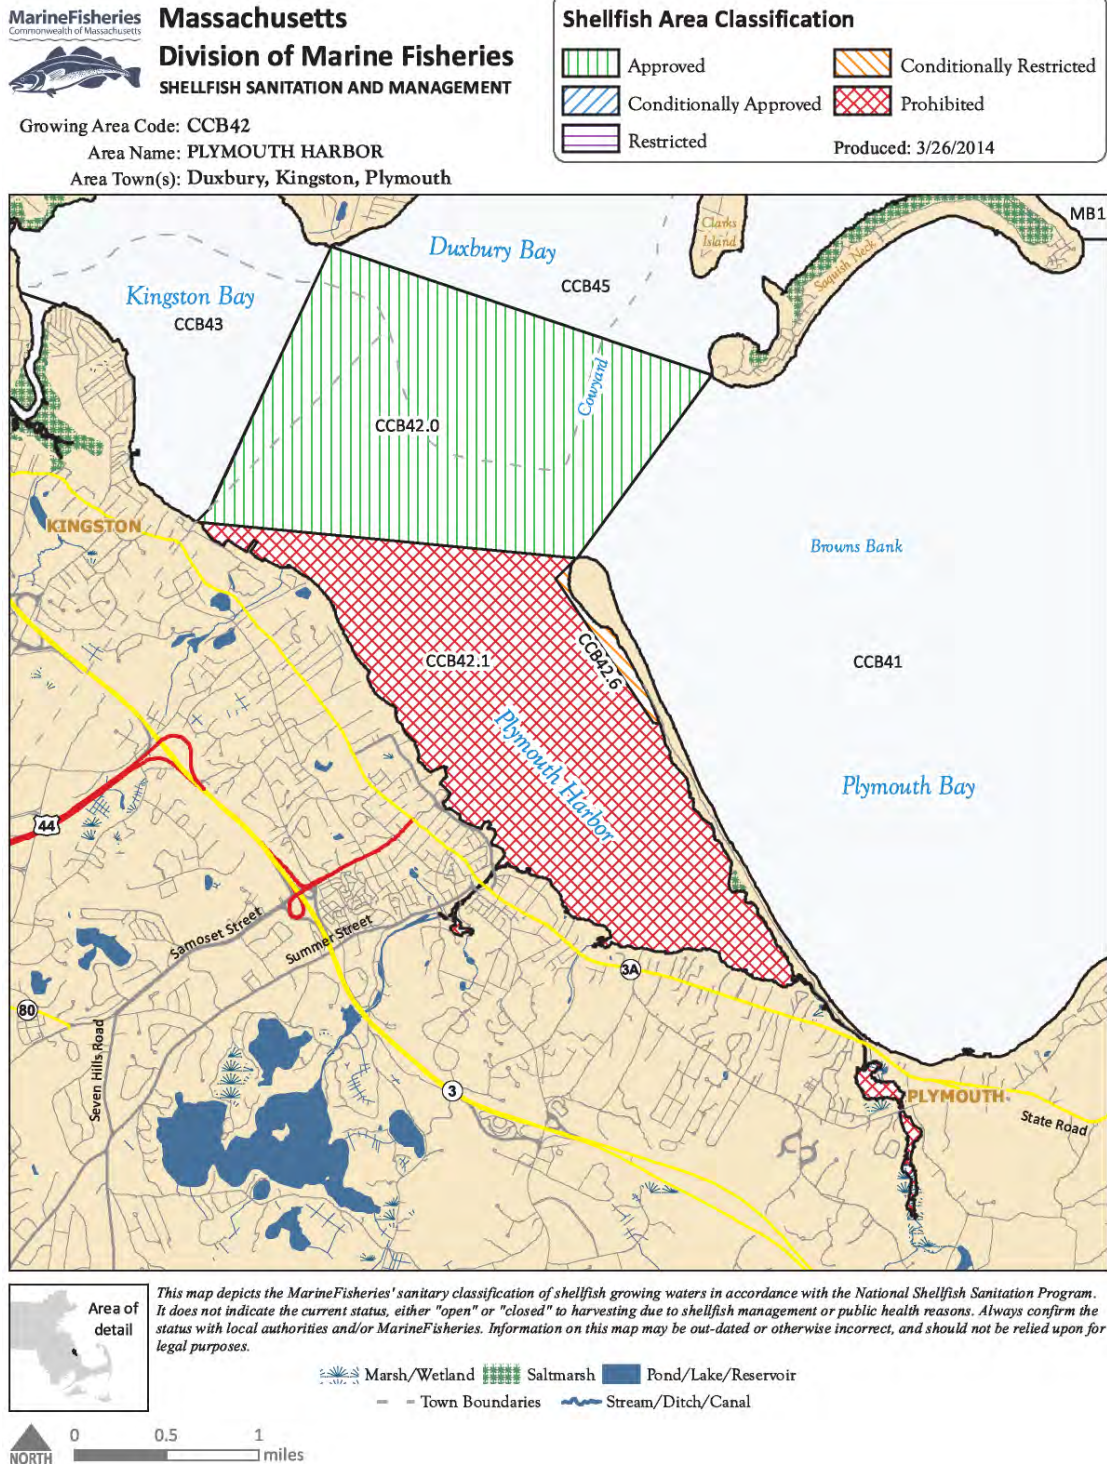 MarineFisheries
Commonwealth of Massachusetts
Massachusetts
Division of Marine Fisheries
SHELLFISH SANITATION AND MANAGEMENT
Growing Area Code: CCB42
Area Name: PLYMOUTH HARBOR
Area Town(s): Duxbury, Kingston, Plymouth
Shellfish Area Classification
Approved
Conditionally Restricted
Conditionally Approved
Prohibited
Restricted
Produced: 3/26/2014
MB1
Clarks
Island
Duxbury Bay
Saquish Neck
CCB45
Kingston Bay
CCB43
Cowyard
CCB42.0
KINGSTON
Browns Bank
CCB42.1
CCB42.6
CCB41
Plymouth Harbor
Plymouth Bay
44
Samoset Street
Summer Street
3A
80
Seven Hills Road
3
PLYMOUTH
State Road
Area of
detail
This map depicts the MarineFisheries' sanitary classification of shellfish growing waters in accordance with the National Shellfish Sanitation Program.
It does not indicate the current status, either "open" or "closed" to harvesting due to shellfish management or public health reasons. Always confirm the
status with local authorities and/or MarineFisheries. Information on this map may be out-dated or otherwise incorrect, and should not be relied upon for
legal purposes.
Marsh/Wetland
Saltmarsh
Pond/Lake/Reservoir
Town Boundaries
Stream/Ditch/Canal
NORTH
0 0.5 1
miles